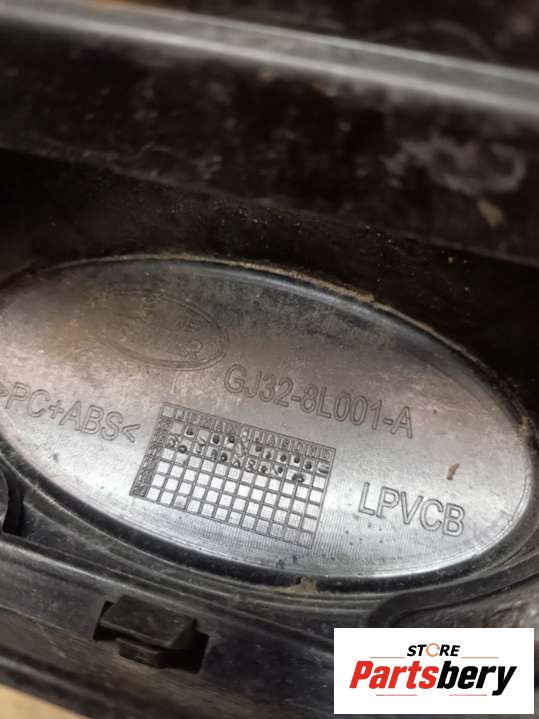 GJ32-8L001-A
>PC+ABS<
LPVCB
STORE
Partsbery